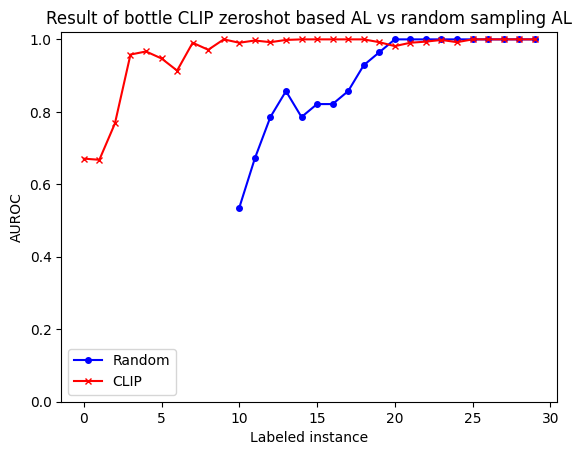 Result of bottle CLIP zeroshot based AL vs random sampling AL
1.0
0.8
0.6
0.4
0.2
0.0
AUROC
Random
CLIP
0 5 10 15 20 25 30
Labeled instance